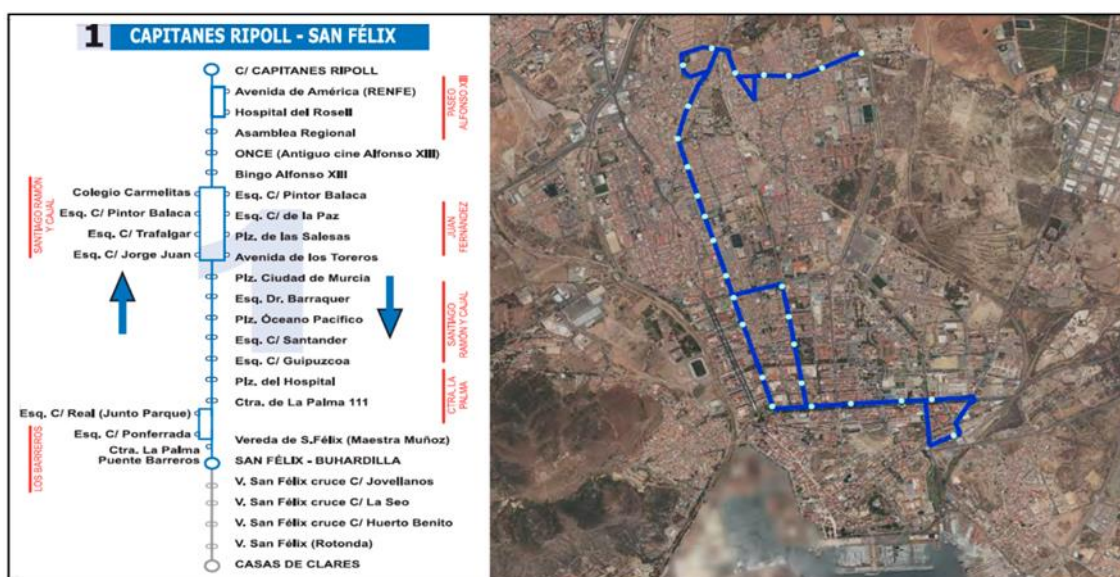 1 CAPITANES RIPOLL - SAN FÉLIX
C/ CAPITANES RIPOLL
Avenida de América (RENFE)
Hospital del Rosell
Asamblea Regional
PASEO
ALFONSO XIII
ONCE (Antiguo cine Alfonso XIII)
Bingo Alfonso XIII
Colegio Carmelitas
Esq. C/ Pintor Balaca
Esq. C/ Pintor Balaca
Esq. C/ de la Paz
Esq. C/ Trafalgar
Plz. de las Salesas
Esq. C/ Jorge Juan
Avenida de los Toreros
SANTIAGO RAMÓN
Y CAJAL
JUAN
FERNÁNDEZ
Plz. Ciudad de Murcia
Esq. Dr. Barraquer
Plz. Óceano Pacífico
Esq. C/ Santander
Esq. C/ Guipuzcoa
SANTIAGO
RAMÓN Y CAJAL
1
Plz. del Hospital
Ctra. de La Palma 111
CTRA. LA
PALMA
Esq. C/ Real (Junto Parque)
Esq. C/ Ponferrada
Vereda de S.Félix (Maestra Muñoz)
Ctra. La Palma
Puente Barreros
LOS BARREROS
SAN FÉLIX - BUHARDILLA
V. San Félix cruce C/ Jovellanos
V. San Félix cruce C/ La Seo
V. San Félix cruce C/ Huerto Benito
V. San Félix (Rotonda)
CASAS DE CLARES